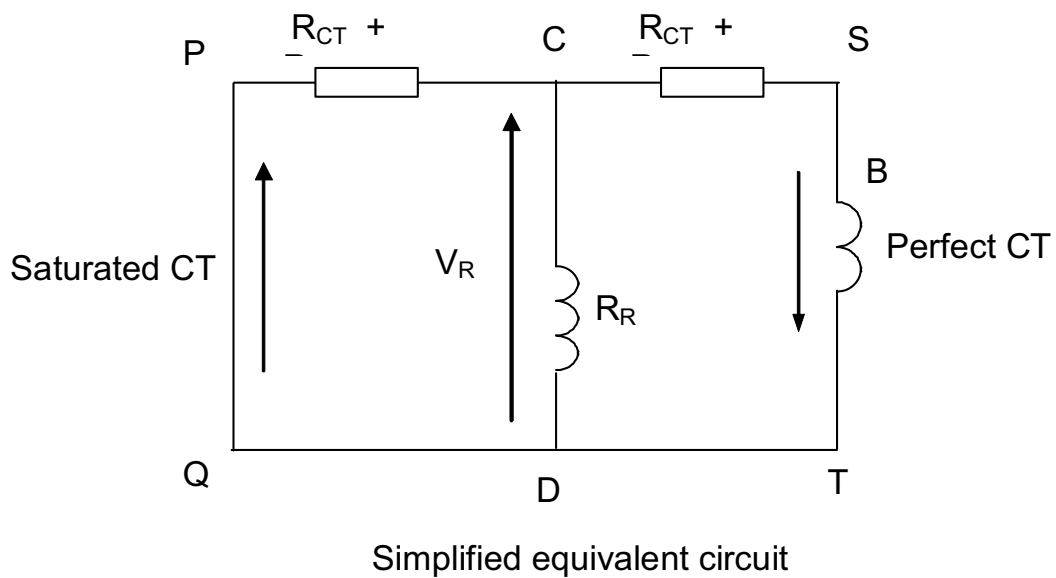 R_CT +
R_CT +
P
C
S
B
Saturated CT
V_R
R_R
Perfect CT
Q
D
T
Simplified equivalent circuit